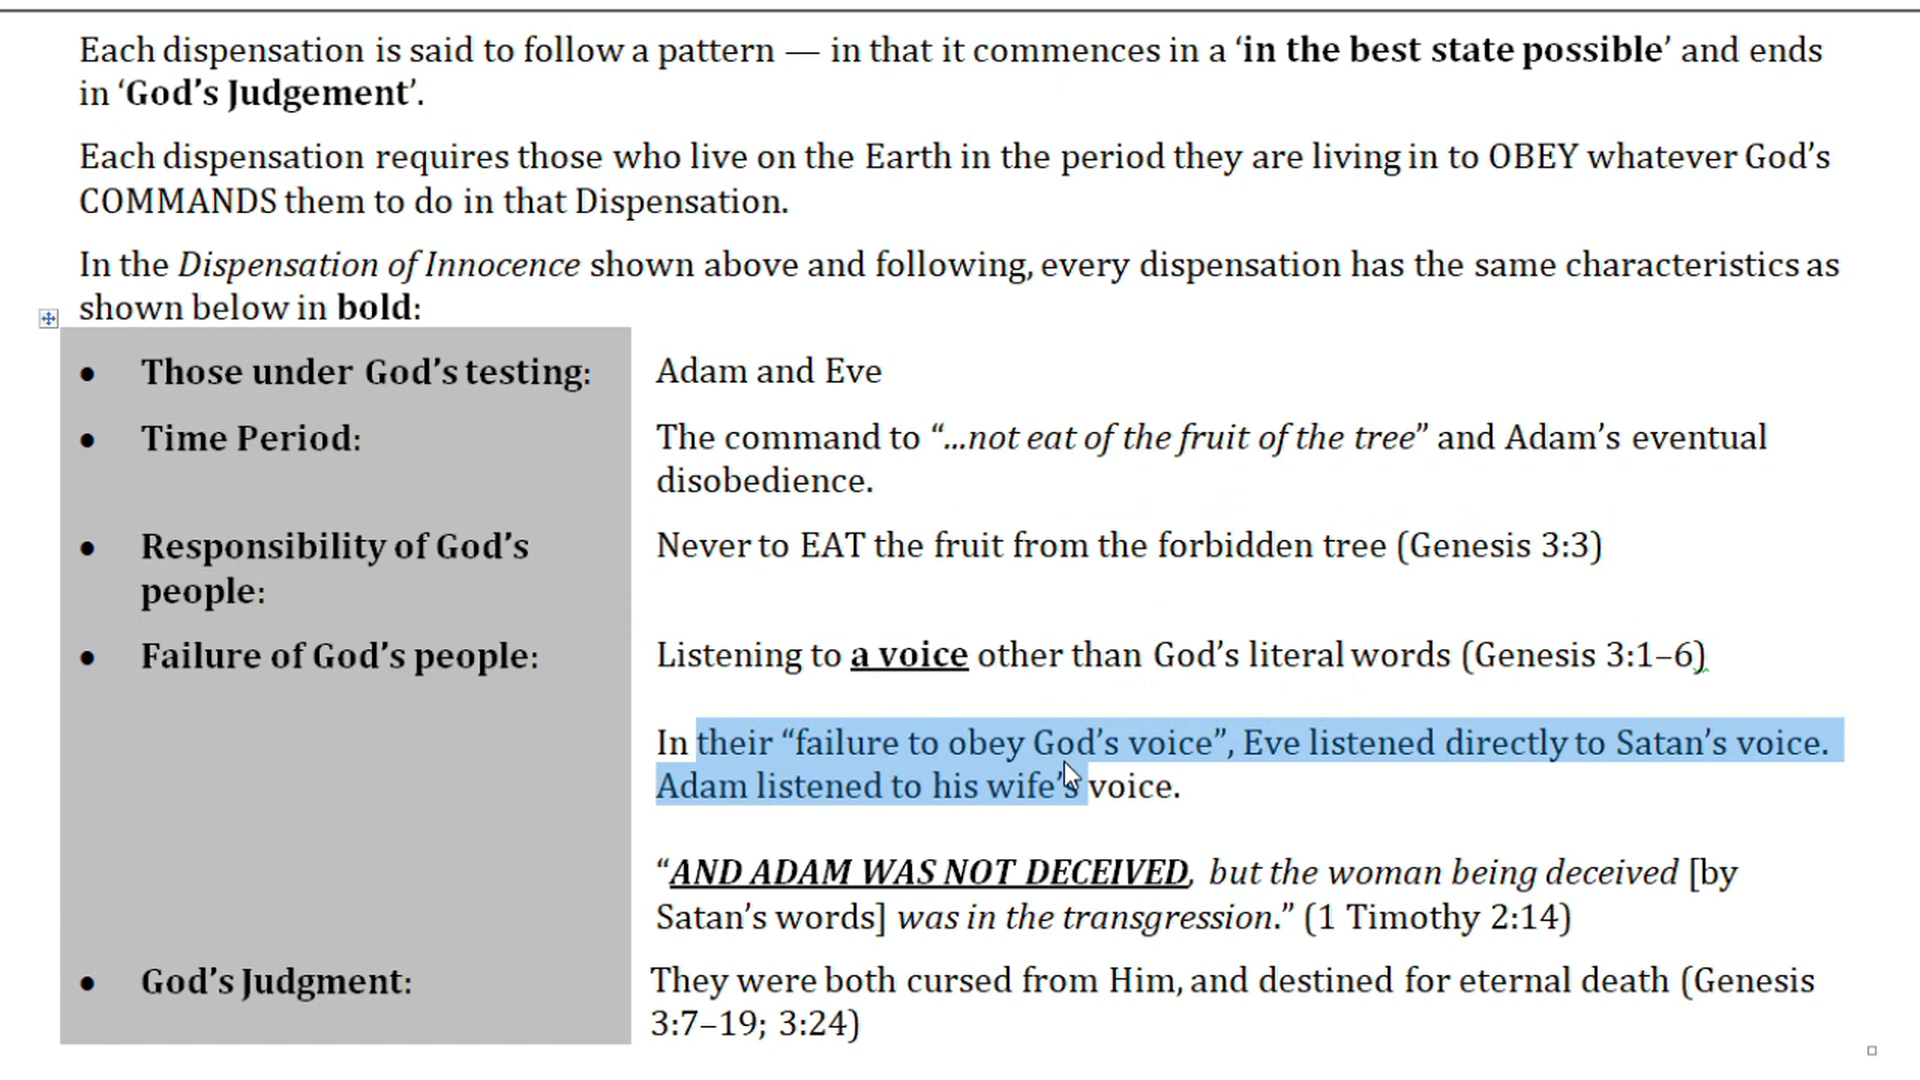 Each dispensation is said to follow a pattern — in that it commences in a ‘in the best state possible’ and ends
in ‘God’s Judgement’.
Each dispensation requires those who live on the Earth in the period they are living in to OBEY whatever God’s
COMMANDS them to do in that Dispensation.
In the Dispensation of Innocence shown above and following, every dispensation has the same characteristics as
shown below in bold:
• Those under God’s testing: Adam and Eve
• Time Period: The command to “...not eat of the fruit of the tree” and Adam’s eventual
disobedience.
• Responsibility of God’s Never to EAT the fruit from the forbidden tree (Genesis 3:3)
people:
• Failure of God’s people: Listening to a voice other than God’s literal words (Genesis 3:1–6)
In their “failure to obey God’s voice”, Eve listened directly to Satan’s voice.
Adam listened to his wife’s voice.
“AND ADAM WAS NOT DECEIVED, but the woman being deceived [by
Satan’s words] was in the transgression.” (1 Timothy 2:14)
• God’s Judgment: They were both cursed from Him, and destined for eternal death (Genesis
3:7–19; 3:24)